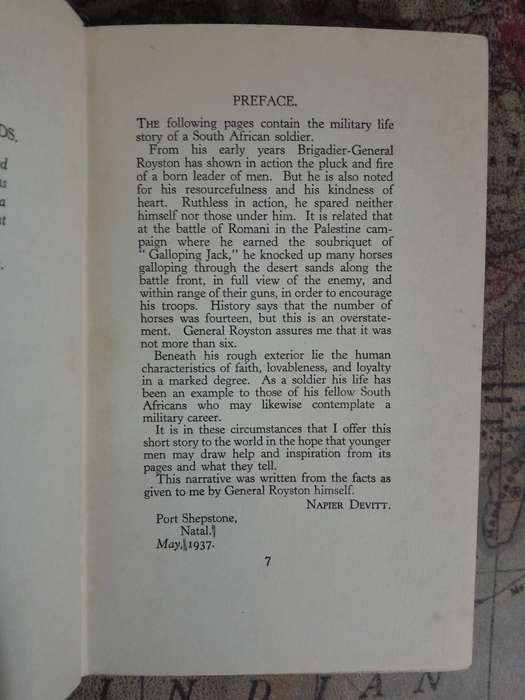 DS,
d
is
a
it
.
PREFACE.
THE following pages contain the military life
story of a South African soldier.
From his early years Brigadier-General
Royston has shown in action the pluck and fire
of a born leader of men. But he is also noted
for his resourcefulness and his kindness of
heart. Ruthless in action, he spared neither
himself nor those under him. It is related that
at the battle of Romani in the Palestine cam-
paign where he earned the soubriquet of
" Galloping Jack," he knocked up many horses
galloping through the desert sands along the
battle front, in full view of the enemy, and
within range of their guns, in order to encourage
his troops. History says that the number of
horses was fourteen, but this is an overstate-
ment. General Royston assures me that it was
not more than six.
Beneath his rough exterior lie the human
characteristics of faith, lovableness, and loyalty
in a marked degree. As a soldier his life has
been an example to those of his fellow South
Africans who may likewise contemplate a
military career.
It is in these circumstances that I offer this
short story to the world in the hope that younger
men may draw help and inspiration from its
pages and what they tell.
This narrative was written from the facts as
given to me by General Royston himself.
NAPIER DEVITT.
Port Shepstone,
Natal.
May, 1937.
7
INDIAN